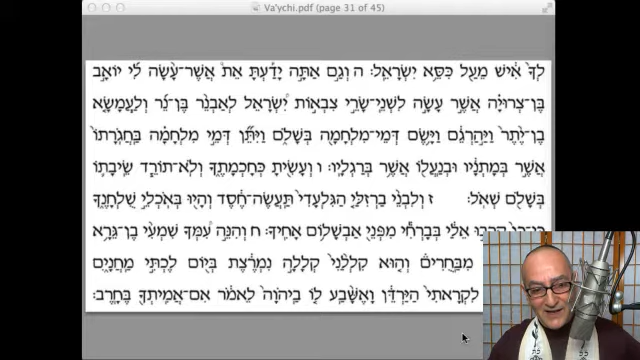 Va'ychi.pdf (page 31 of 45)
לְךָ֙ אִ֔ישׁ מֵעַ֖ל כִּסֵּ֥א יִשְׂרָאֵֽל: ה וְגַ֣ם אַתָּ֣ה יָדַ֡עְתָּ אֵת֩ אֲשֶׁר־עָ֨שָׂה לִ֜י יוֹאָ֣ב
בֶּן־צְרוּיָ֗ה אֲשֶׁ֣ר עָשָׂ֣ה לִשְׁנֵֽי־שָׂרֵ֣י צִבְא֣וֹת יִ֠שְׂרָאֵל לְאַבְנֵ֨ר בֶּן־נֵ֜ר וְלַֽעֲמָשָׂ֤א
בֶן־יֶ֨תֶר֙ וַיַּ֣הַרְגֵ֔ם וַיָּ֥שֶׂם דְּמֵֽי־מִלְחָמָ֖ה בְּשָׁלֹ֑ם וַיִּתֵּ֞ן דְּמֵ֣י מִלְחָמָ֗ה בַּחֲגֹֽרָתוֹ֙
אֲשֶׁ֣ר בְּמָתְנָ֔יו וּֽבְנַעֲל֖וֹ אֲשֶׁ֥ר בְּרַגְלָֽיו: ו וְעָשִׂ֖יתָ כְּחָכְמָתֶ֑ךָ וְלֹֽא־תוֹרֵ֧ד שֵׂיבָת֛וֹ
בְּשָׁלֹ֖ם שְׁאֹֽל: ז וְלִבְנֵ֨י בַרְזִלַּ֤י הַגִּלְעָדִי֙ תַּֽעֲשֶׂה־חֶ֔סֶד וְהָי֖וּ בְּאֹכְלֵ֣י שֻׁלְחָנֶ֑ךָ
כִּי־כֵן֙ קָרְב֣וּ אֵלַ֔י בְּבָרְחִ֕י מִפְּנֵ֖י אַבְשָׁל֥וֹם אָחִֽיךָ: ח וְהִנֵּ֣ה עִ֠מְּךָ שִֽׁמְעִ֨י בֶן־גֵּרָ֥א
מִבַּֽחֻרִים֒ וְה֤וּא קִֽלְלַ֨נִי֙ קְלָלָ֣ה נִמְרֶ֔צֶת בְּי֖וֹם לֶכְתִּ֣י מַֽחֲנָ֑יִם
לִקְרָאתִי֙ הַיַּרְדֵּ֔ן וָאֶשָּׁ֨בַֽע ל֤וֹ בַֽיהוָה֙ לֵאמֹ֔ר אִם־אֲמִֽיתְךָ֖ בֶּחָֽרֶב: